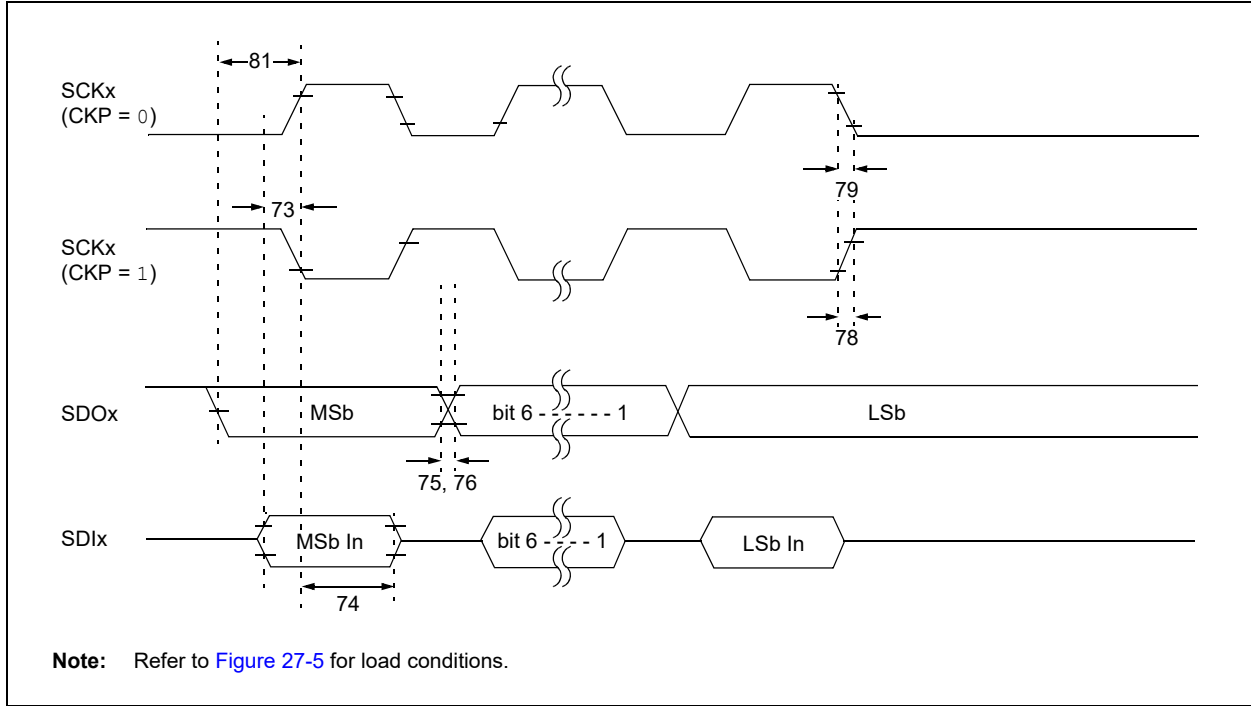 81
SCKx
(CKP = 0)
79
73
SCKx
(CKP = 1)
78
SDOx
MSb
bit 6 - - - - - - 1
LSb
75, 76
SDIx
MSb In
bit 6 - - - - 1
LSb In
74
Note: Refer to Figure 27-5 for load conditions.